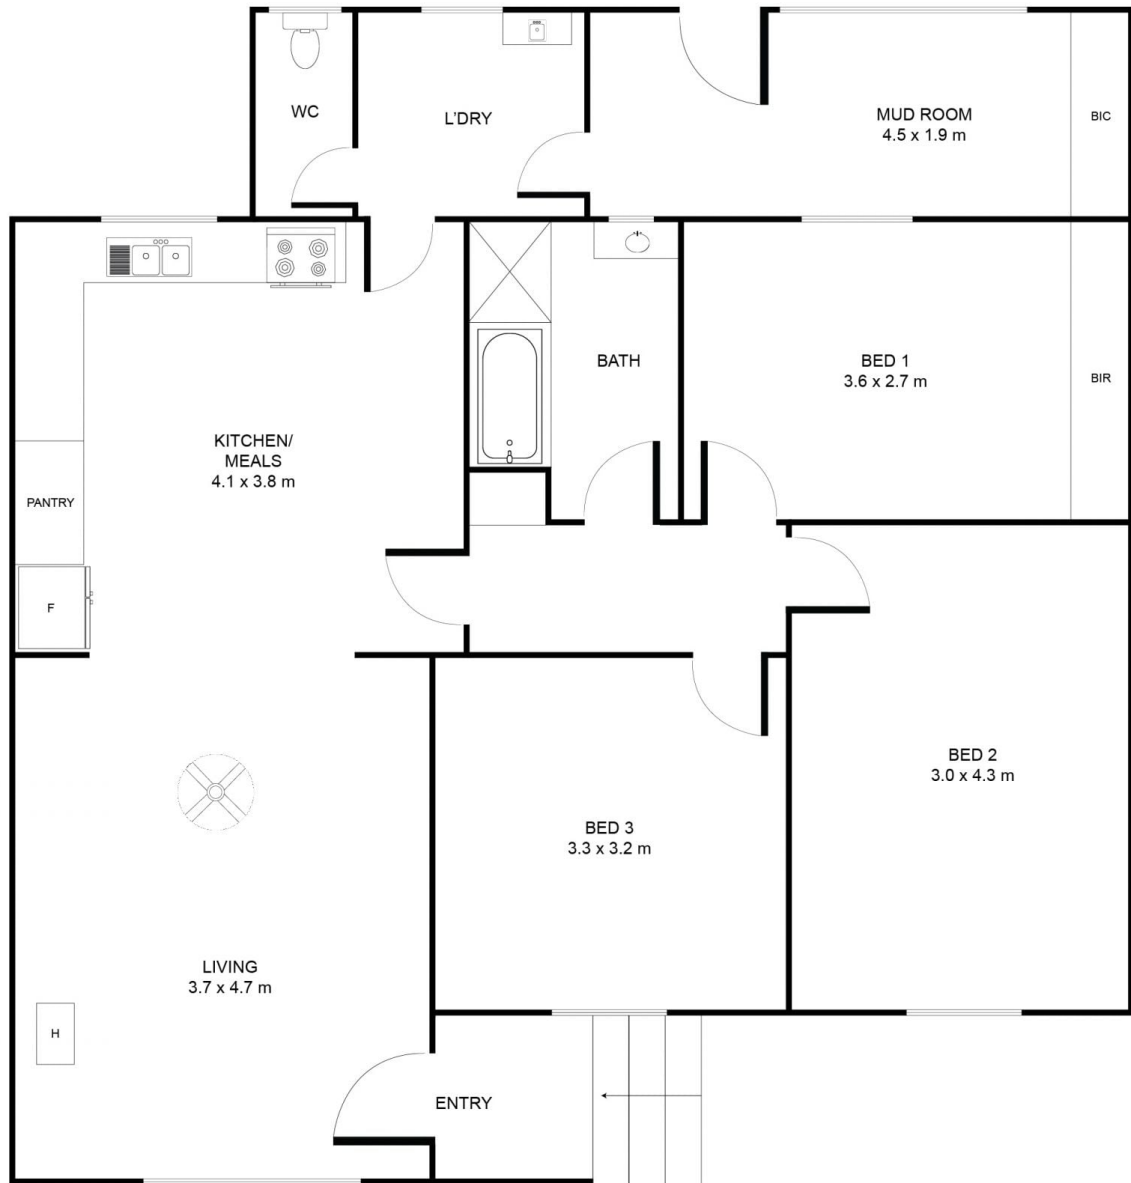 WC
L'DRY
MUD ROOM
4.5 x 1.9 m
BIC
KITCHEN/
MEALS
4.1 x 3.8 m
PANTRY
F
BATH
BED 1
3.6 x 2.7 m
BIR
LIVING
3.7 x 4.7 m
H
BED 3
3.3 x 3.2 m
BED 2
3.0 x 4.3 m
ENTRY